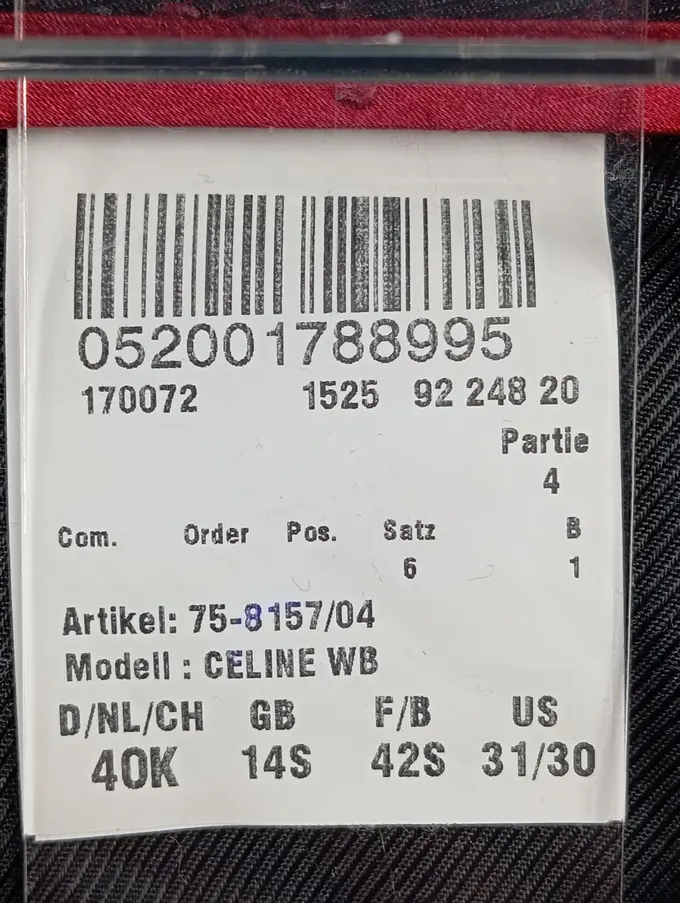 052001788995
170072 1525 92 248 20
Partie
4
Com. Order Pos. Satz B
6 1
Artikel: 75-8157/04
Modell : CELINE WB
D/NL/CH GB F/B US
40K 14S 42S 31/30